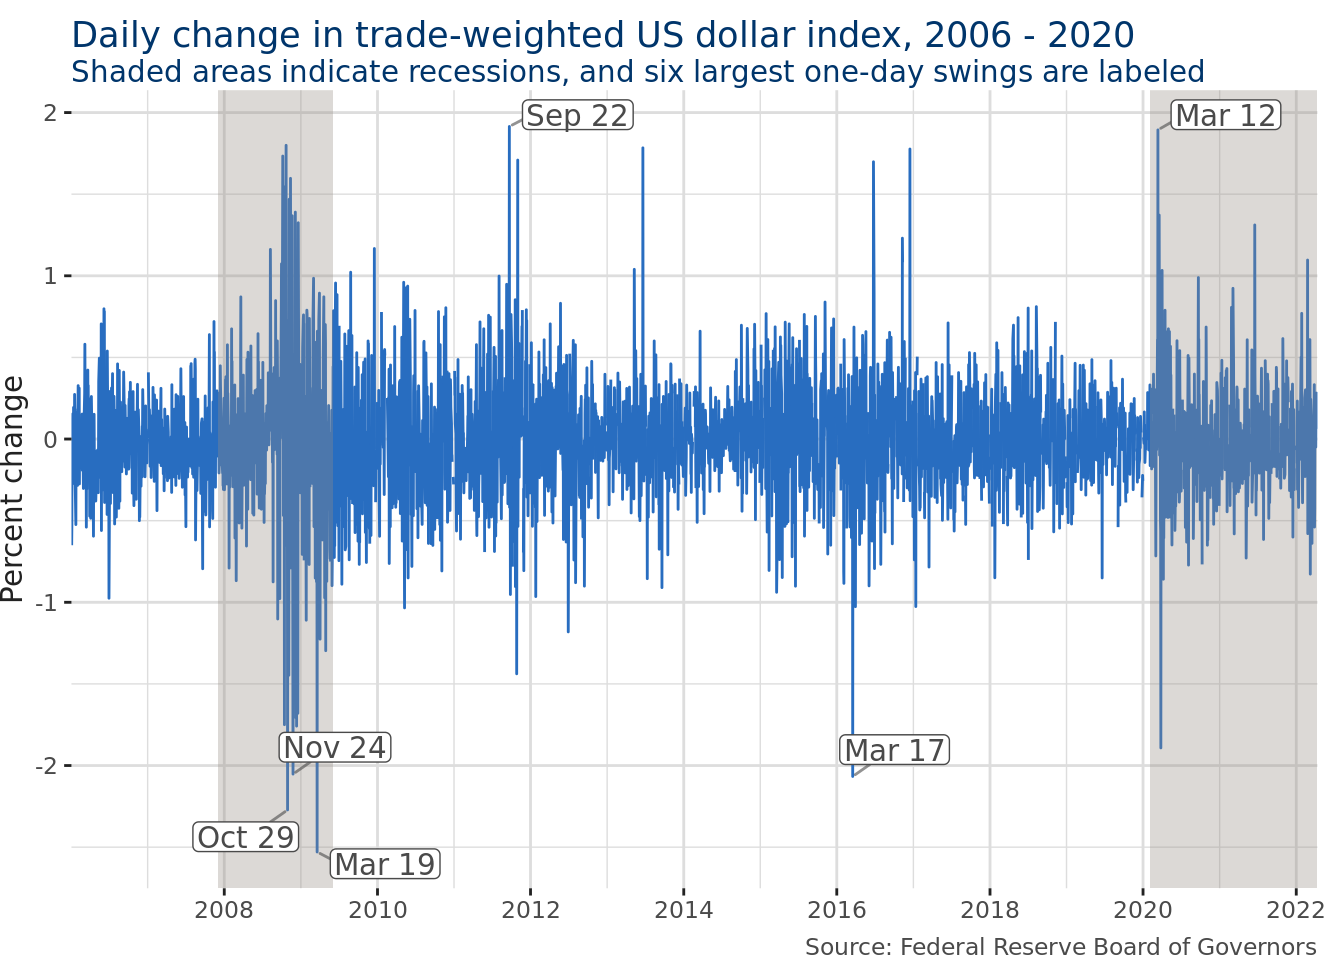 Daily change in trade-weighted US dollar index, 2006 - 2020
Shaded areas indicate recessions, and six largest one-day swings are labeled
Percent change
2
1
0
-1
-2
Sep 22
Mar 12
Nov 24
Mar 17
Oct 29
Mar 19
2008
2010
2012
2014
2016
2018
2020
2022
Source: Federal Reserve Board of Governors